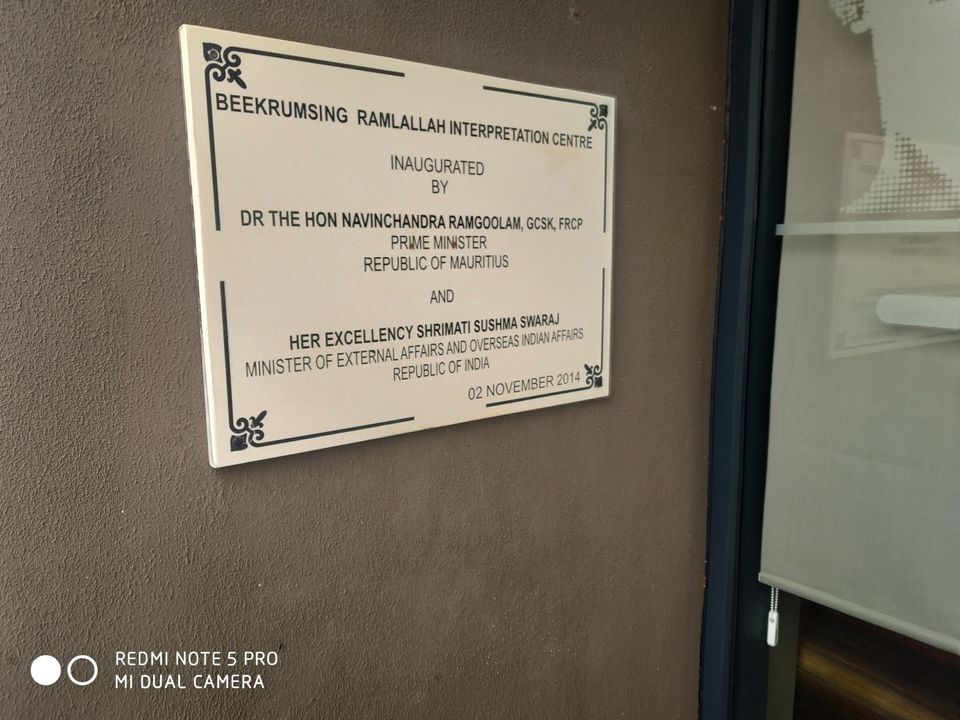 BEEKRUMSING RAMLALLAH INTERPRETATION CENTRE
INAUGURATED
BY
DR THE HON NAVINCHANDRA RAMGOOLAM, GCSK, FRCP
PRIME MINISTER
REPUBLIC OF MAURITIUS
AND
HER EXCELLENCY SHRIMATI SUSHMA SWARAJ
MINISTER OF EXTERNAL AFFAIRS AND OVERSEAS INDIAN AFFAIRS
REPUBLIC OF INDIA
02 NOVEMBER 2014
REDMI NOTE 5 PRO
MI DUAL CAMERA